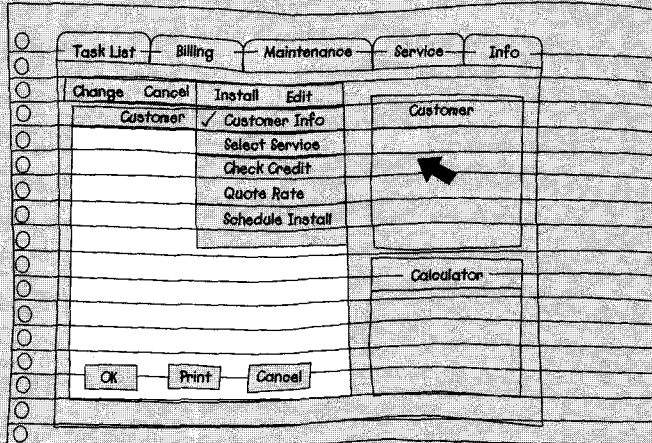 Task List Billing Maintenance Service Info
Change Cancel Install Edit
Customer ✓ Customer Info
Customer
Select Service
Check Credit
Quote Rate
Schedule Install
Calculator
OK Print Cancel